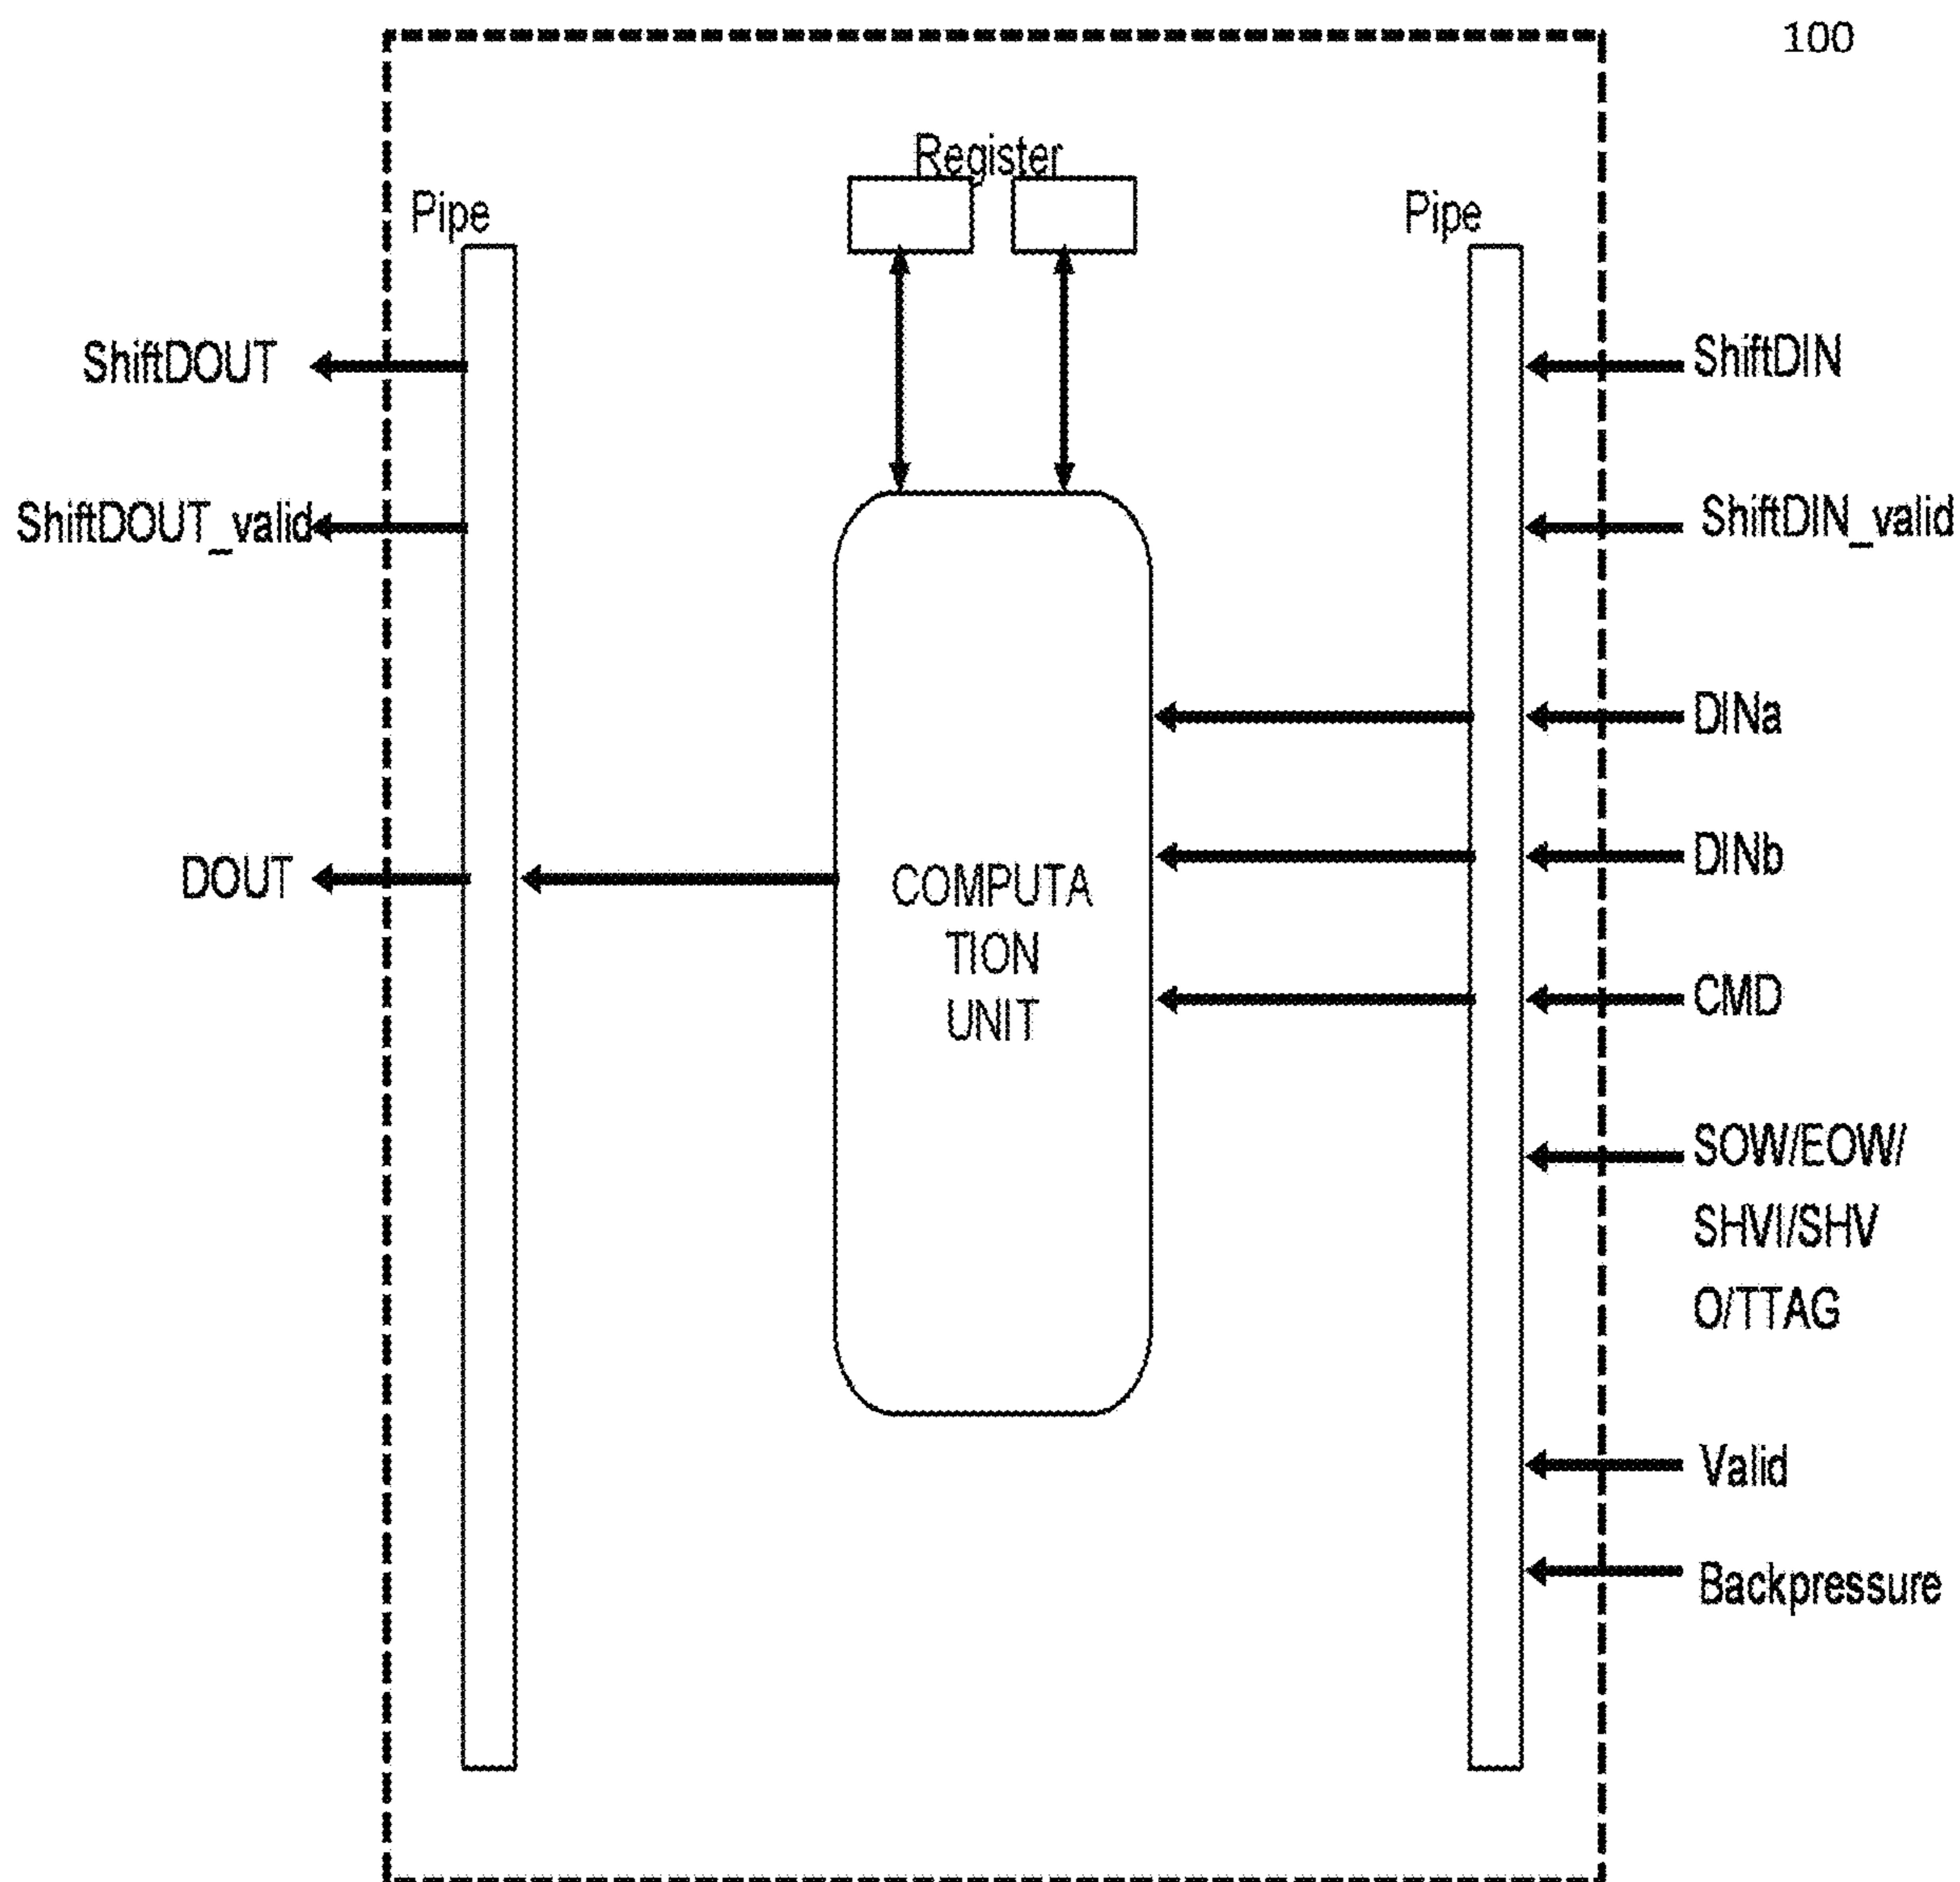 100
Register
Pipe
Pipe
ShiftDOUT
ShiftDIN
ShiftDOUT_valid
ShiftDIN_valid
DINa
DINb
DOUT
COMPUTA
TION
UNIT
CMD
SOW/EOW/
SHVI/SHV
O/TTAG
Valid
Backpressure